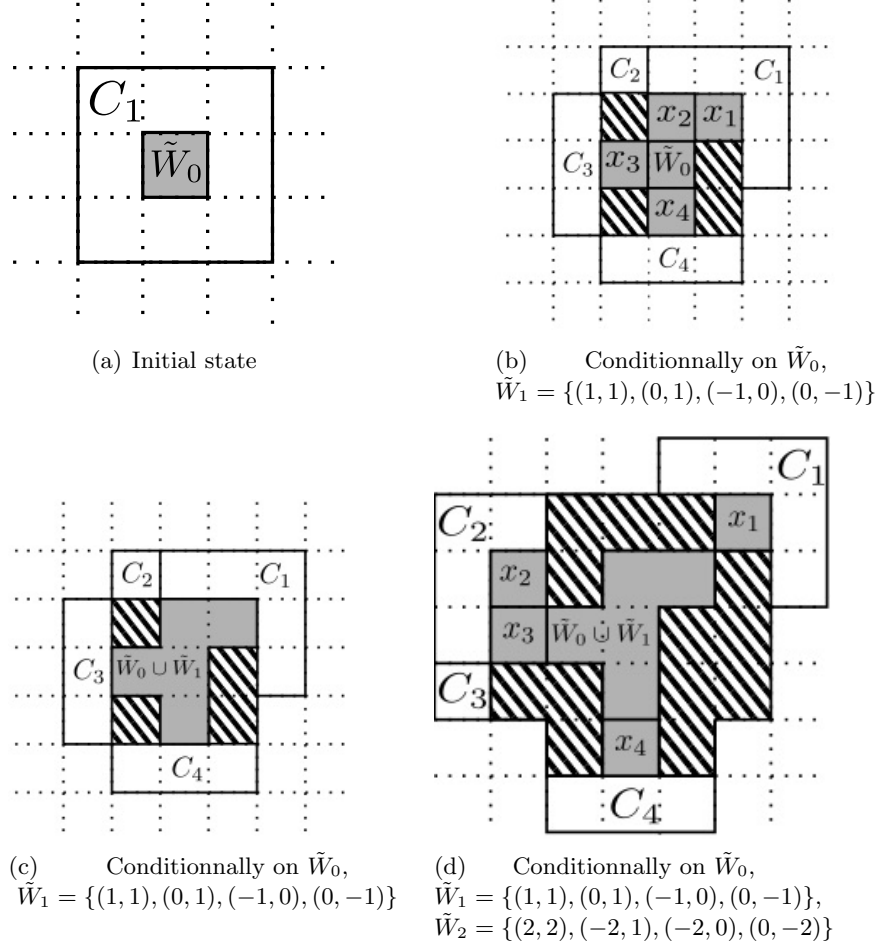 C₁
W̃₀
(a) Initial state
C₂ C₁
x₂ x₁
C₃ x₃ W̃₀
x₄
C₄
(b) Conditionnally on W̃₀,
W̃₁ = {(1, 1), (0, 1), (−1, 0), (0, −1)}
C₂ C₁
C₃ W̃₀ ∪ W̃₁
C₄
(c) Conditionnally on W̃₀,
W̃₁ = {(1, 1), (0, 1), (−1, 0), (0, −1)}
C₁
C₂ x₁
x₂
x₃ W̃₀ ∪ W̃₁
C₃
x₄
C₄
(d) Conditionnally on W̃₀,
W̃₁ = {(1, 1), (0, 1), (−1, 0), (0, −1)},
W̃₂ = {(2, 2), (−2, 1), (−2, 0), (0, −2)}